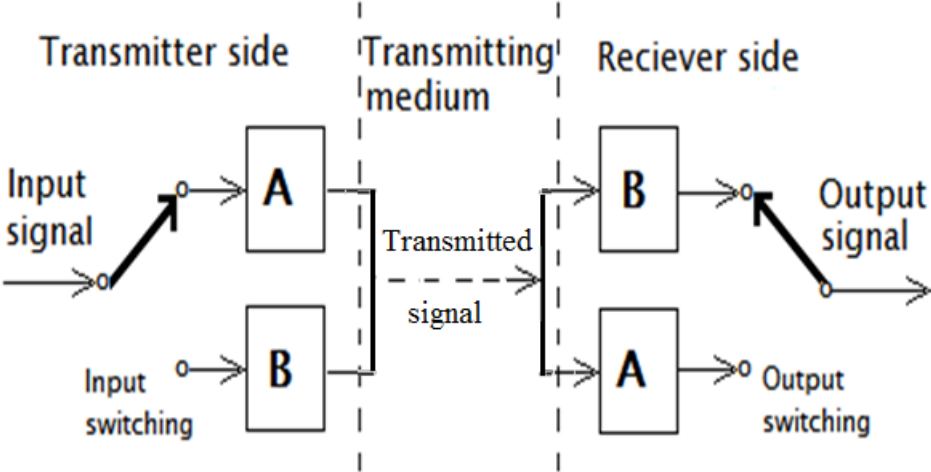 Transmitter side
Transmitting
medium
Reciever side
Input
signal
A
B
Output
signal
Transmitted
signal
Input
switching
B
A
Output
switching